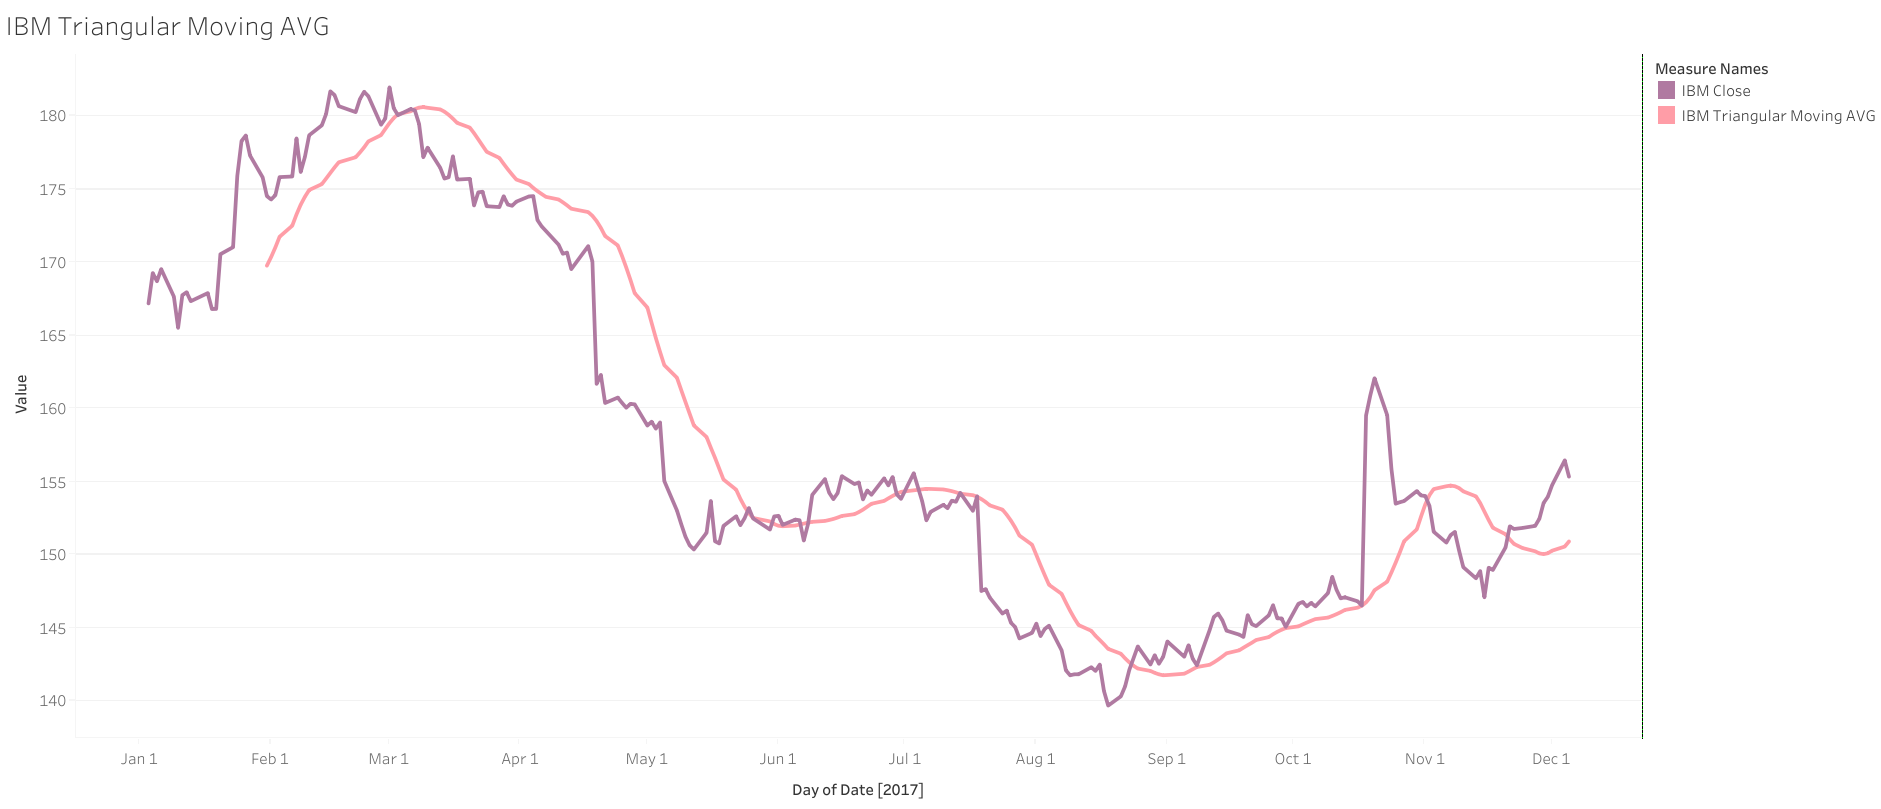 IBM Triangular Moving AVG
Measure Names
IBM Close
IBM Triangular Moving AVG
Value
180
175
170
165
160
155
150
145
140
Jan 1 Feb 1 Mar 1 Apr 1 May 1 Jun 1 Jul 1 Aug 1 Sep 1 Oct 1 Nov 1 Dec 1
Day of Date [2017]